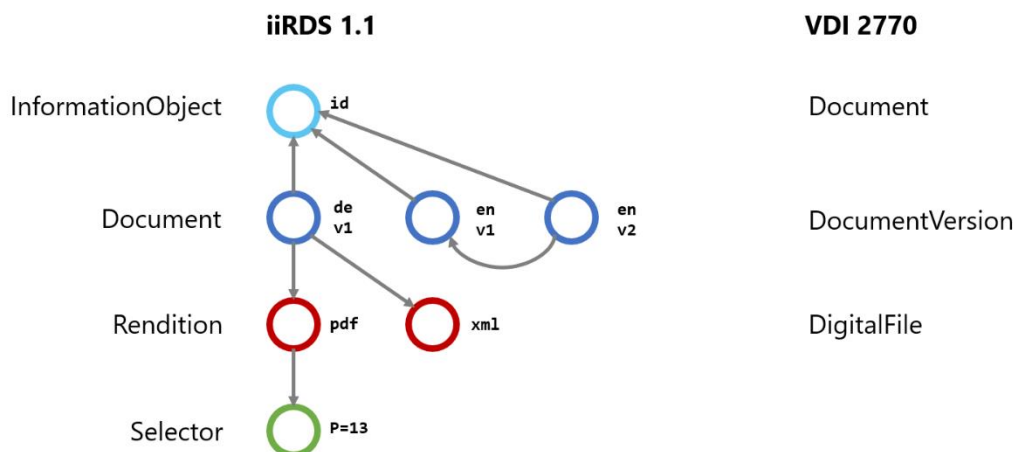 iiRDS 1.1
VDI 2770
InformationObject
id
Document
Document
de
v1
en
v1
en
v2
DocumentVersion
Rendition
pdf
xml
DigitalFile
Selector
P=13